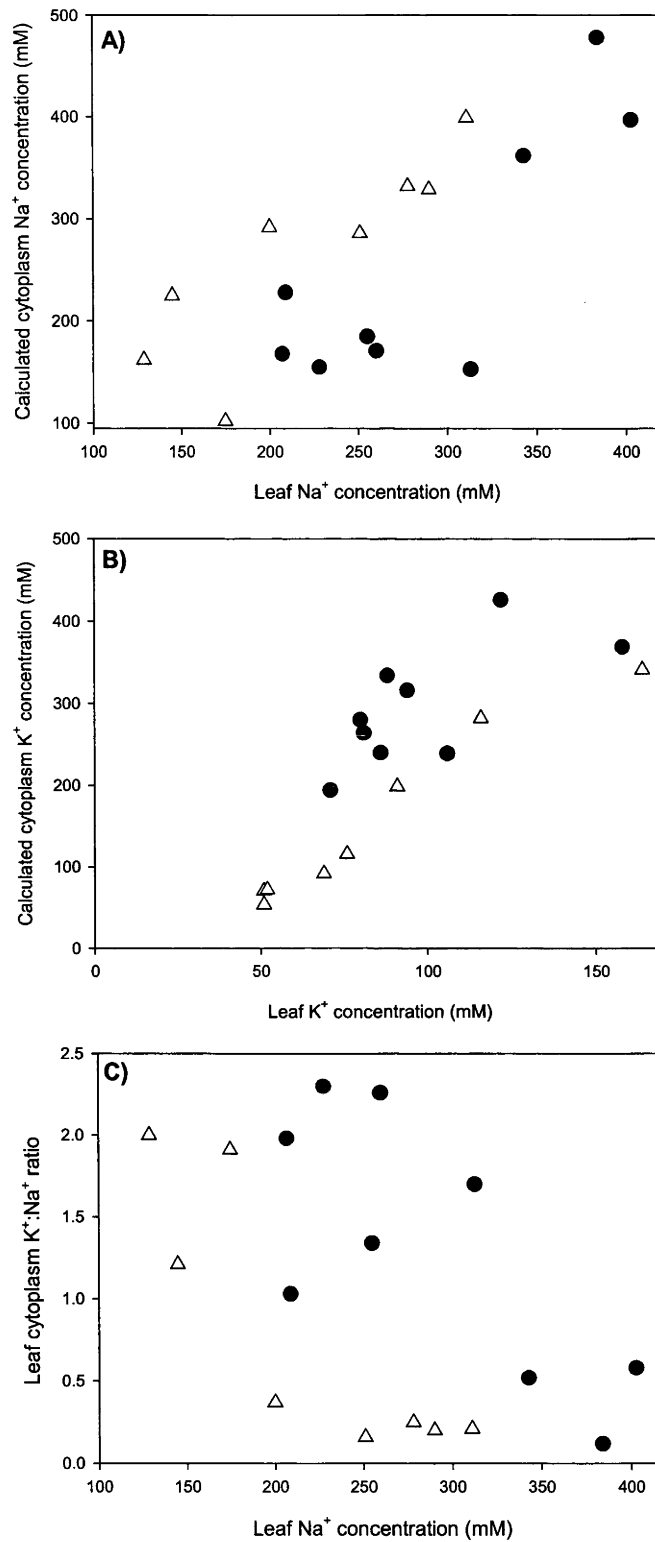 A)
500
400
300
200
100
Calculated cytoplasm Na⁺ concentration (mM)
100 150 200 250 300 350 400
Leaf Na⁺ concentration (mM)
B)
500
400
300
200
100
0
Calculated cytoplasm K⁺ concentration (mM)
0 50 100 150
Leaf K⁺ concentration (mM)
C)
2.5
2.0
1.5
1.0
0.5
0.0
Leaf cytoplasm K⁺:Na⁺ ratio
100 150 200 250 300 350 400
Leaf Na⁺ concentration (mM)